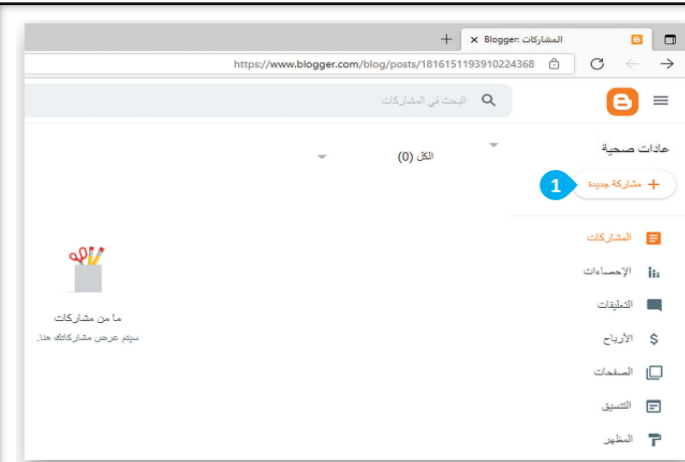 المشاركات :Blogger
https://www.blogger.com/blog/posts/1816151193910224368
البحث في المشاركات
عادات صحية
الكل (0)
مشاركة جديدة
1
المشاركات
الإحصاءات
التعليقات
الأرباح
الصفحات
التنسيق
المظهر
ما من مشاركات
سيتم عرض مشاركاتك هنا.